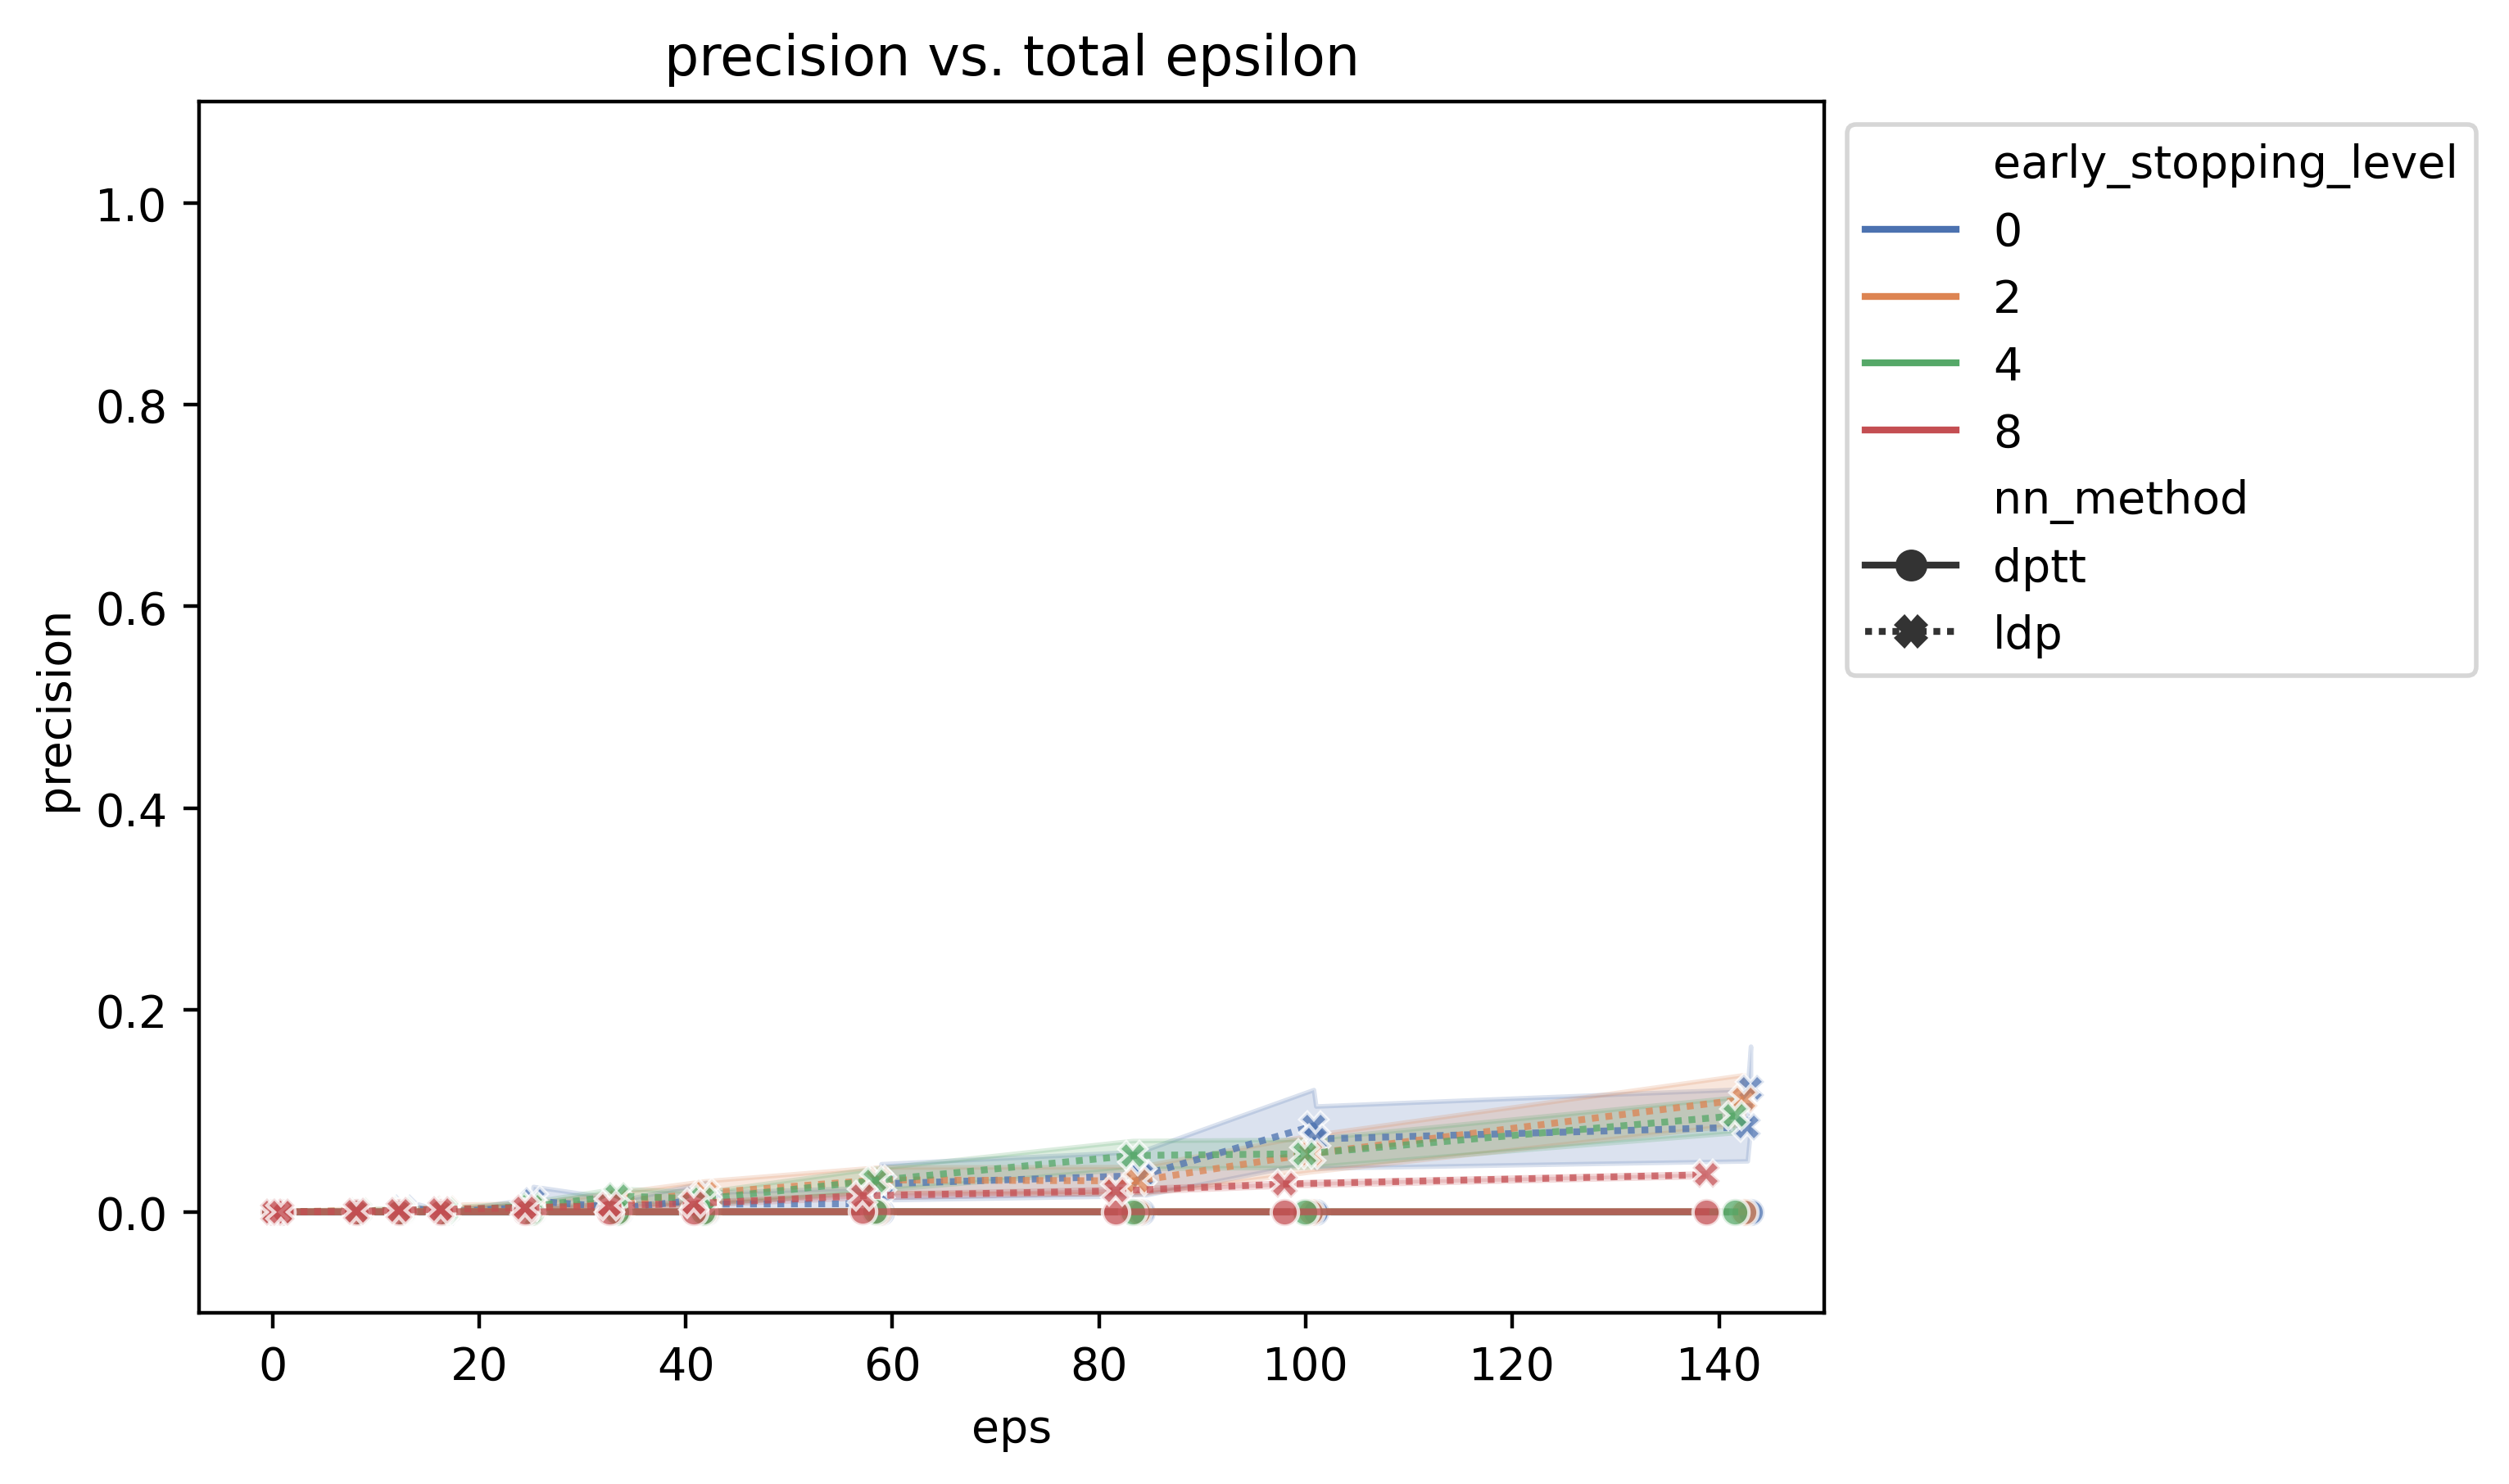 precision vs. total epsilon
1.0
0.8
0.6
0.4
0.2
0.0
precision
0 20 40 60 80 100 120 140
eps
early_stopping_level
0
2
4
8
nn_method
dptt
ldp